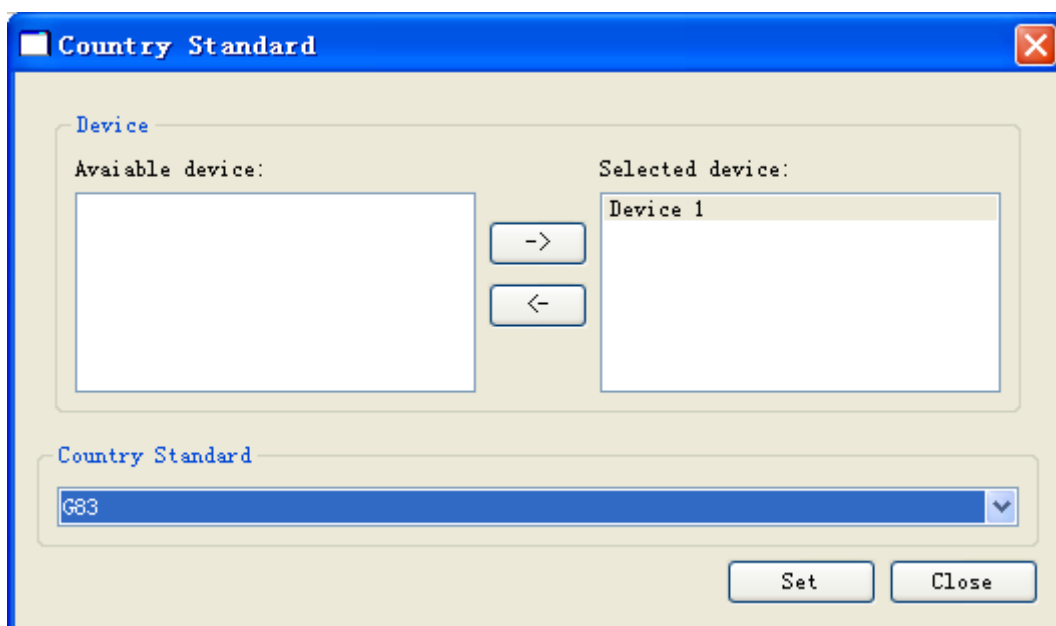 Country Standard
Device
Avaiable device:
Selected device:
Device 1
->
<-
Country Standard
G83
Set
Close